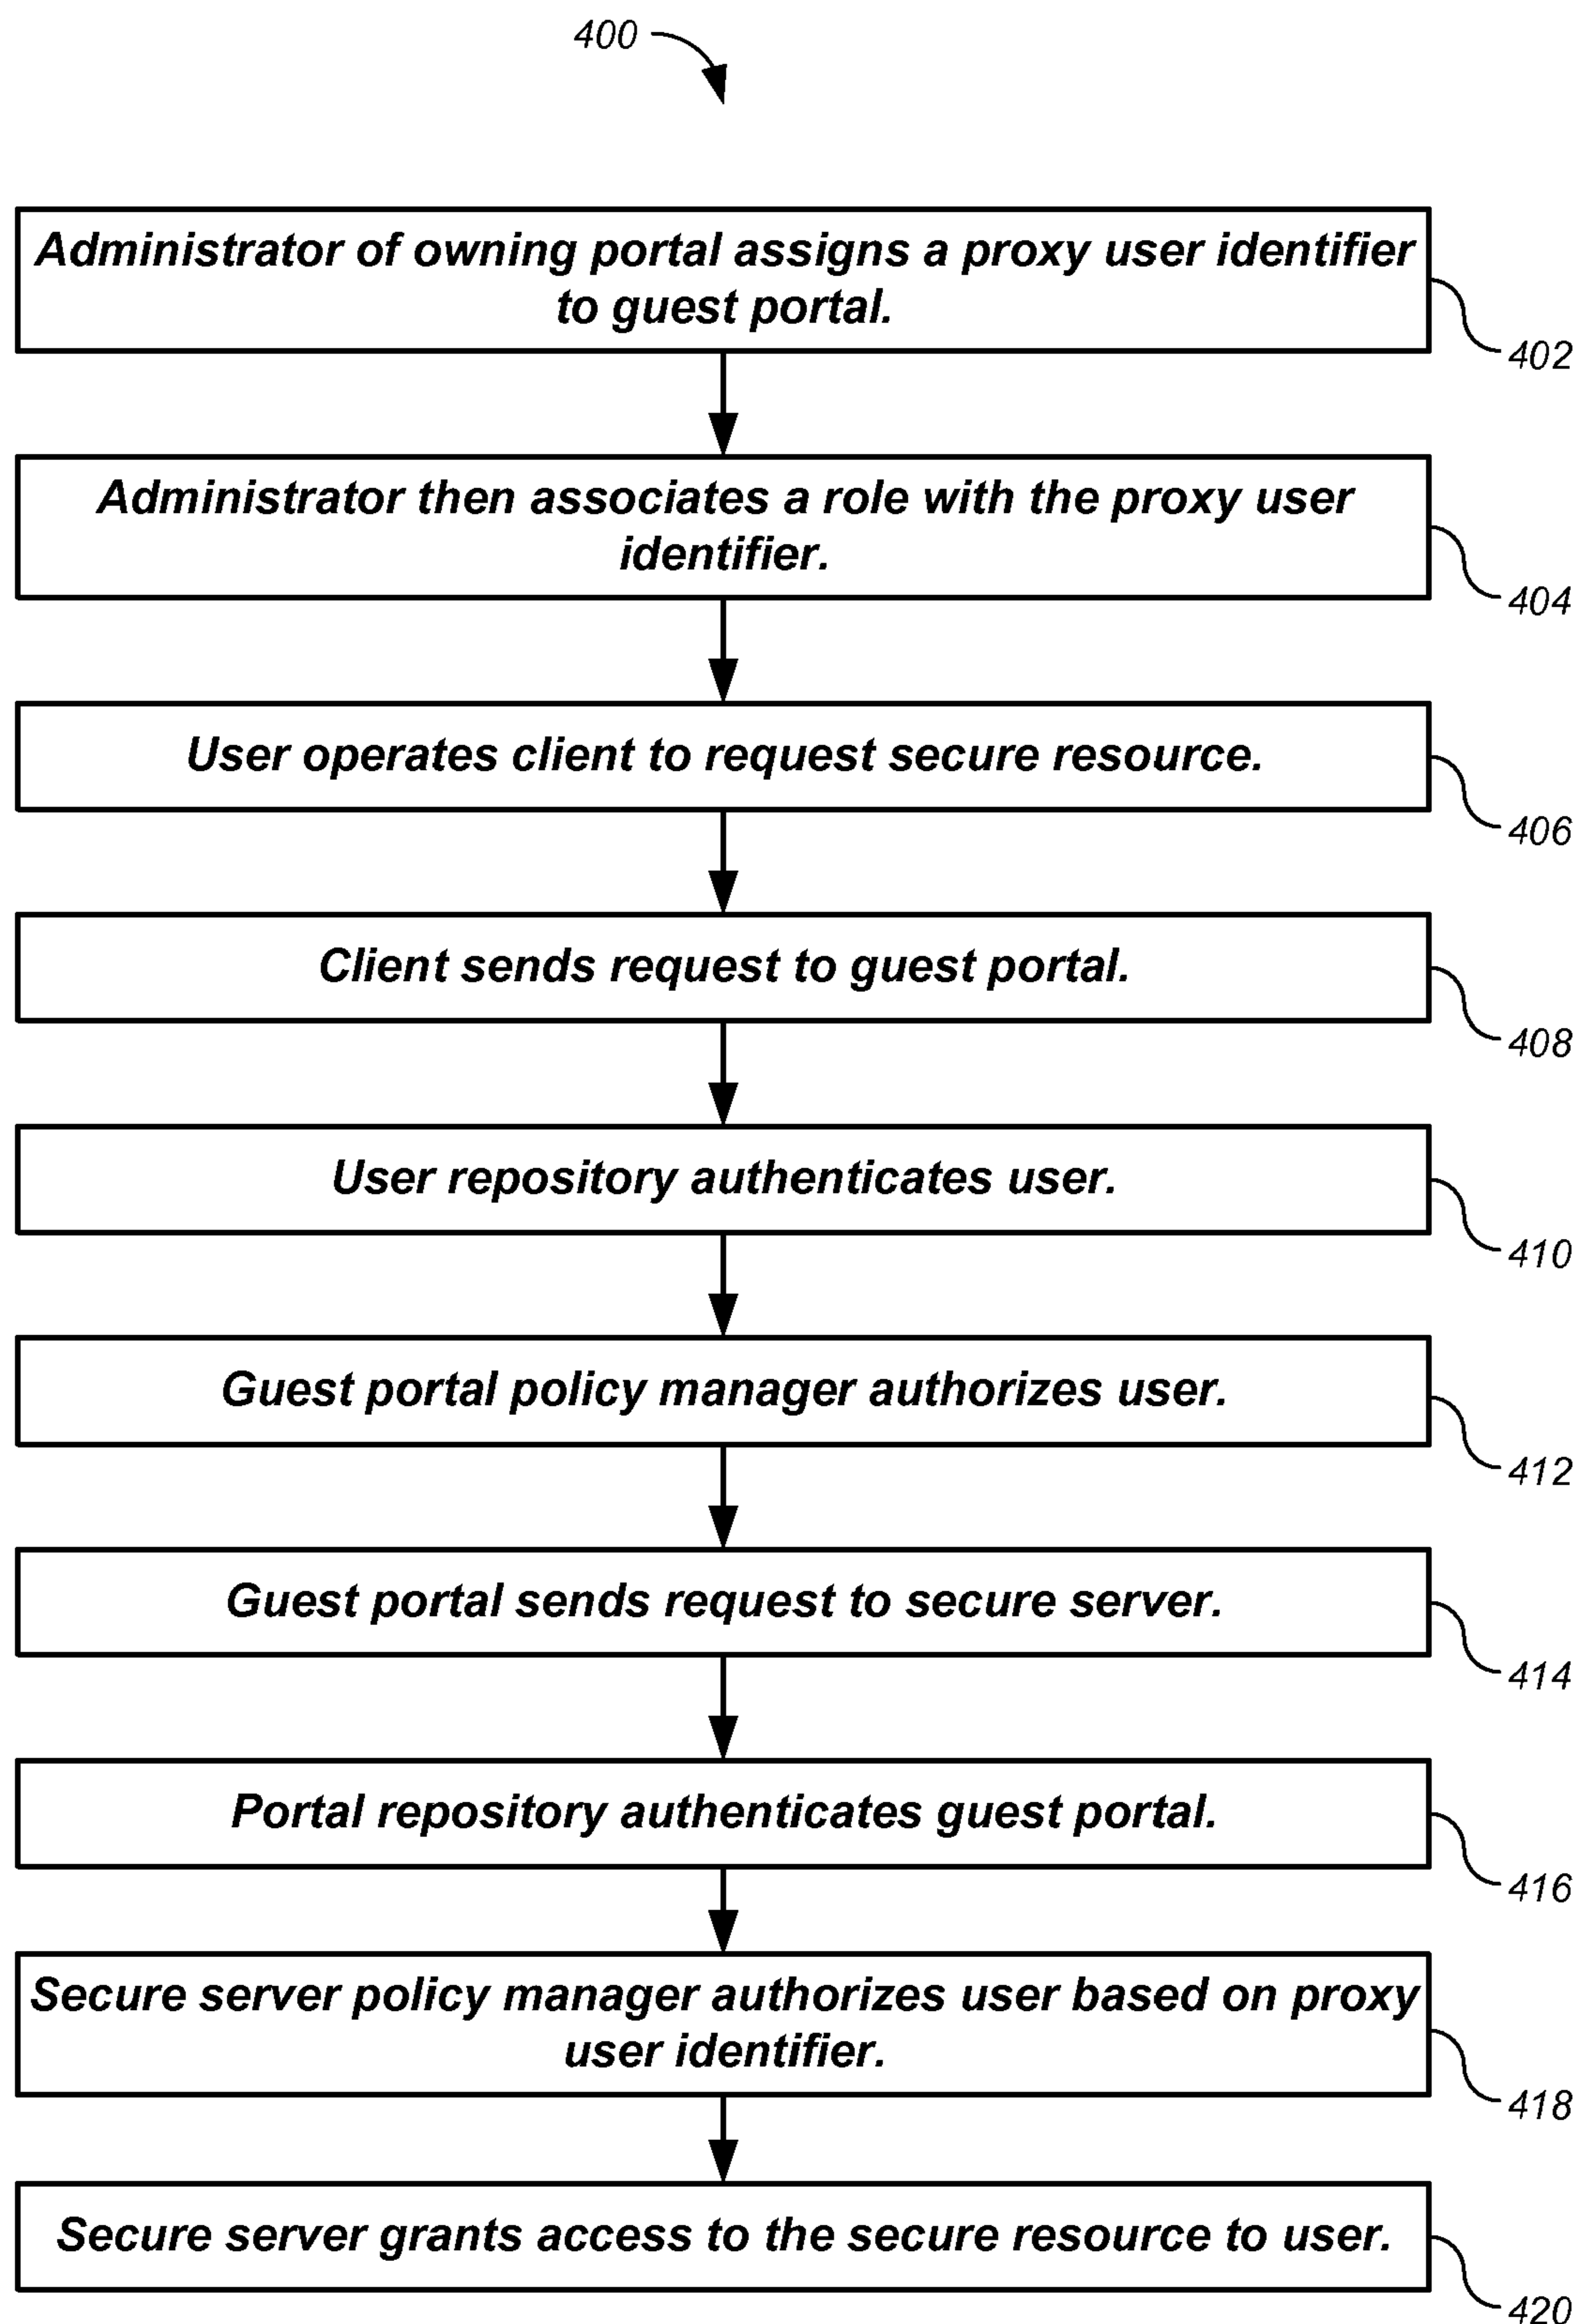 400
Administrator of owning portal assigns a proxy user identifier
to guest portal.
402
Administrator then associates a role with the proxy user
identifier.
404
User operates client to request secure resource.
406
Client sends request to guest portal.
408
User repository authenticates user.
410
Guest portal policy manager authorizes user.
412
Guest portal sends request to secure server.
414
Portal repository authenticates guest portal.
416
Secure server policy manager authorizes user based on proxy
user identifier.
418
Secure server grants access to the secure resource to user.
420